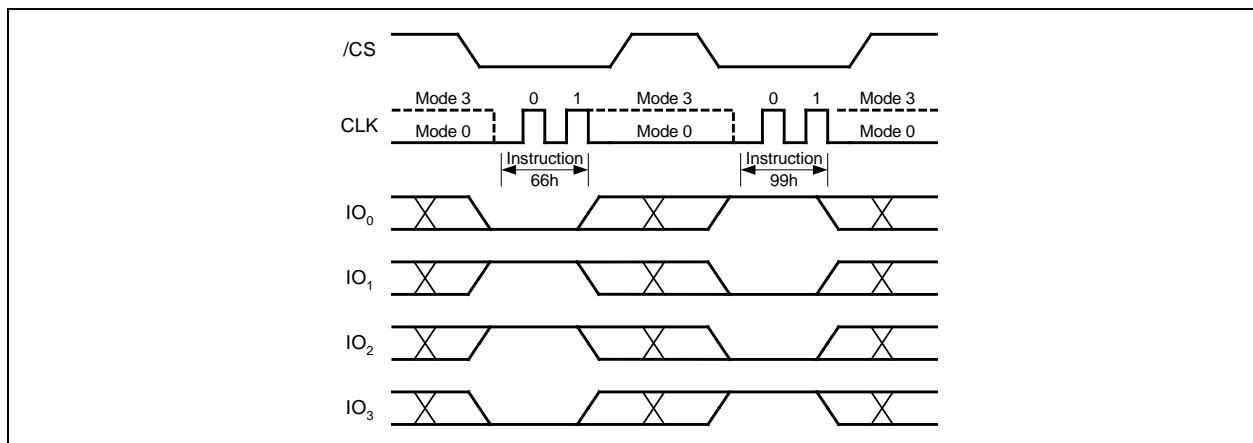 /CS
Mode 3 0 1 Mode 3 0 1 Mode 3
CLK
Mode 0 Mode 0 Mode 0
Instruction Instruction
66h 99h
IO₀
IO₁
IO₂
IO₃